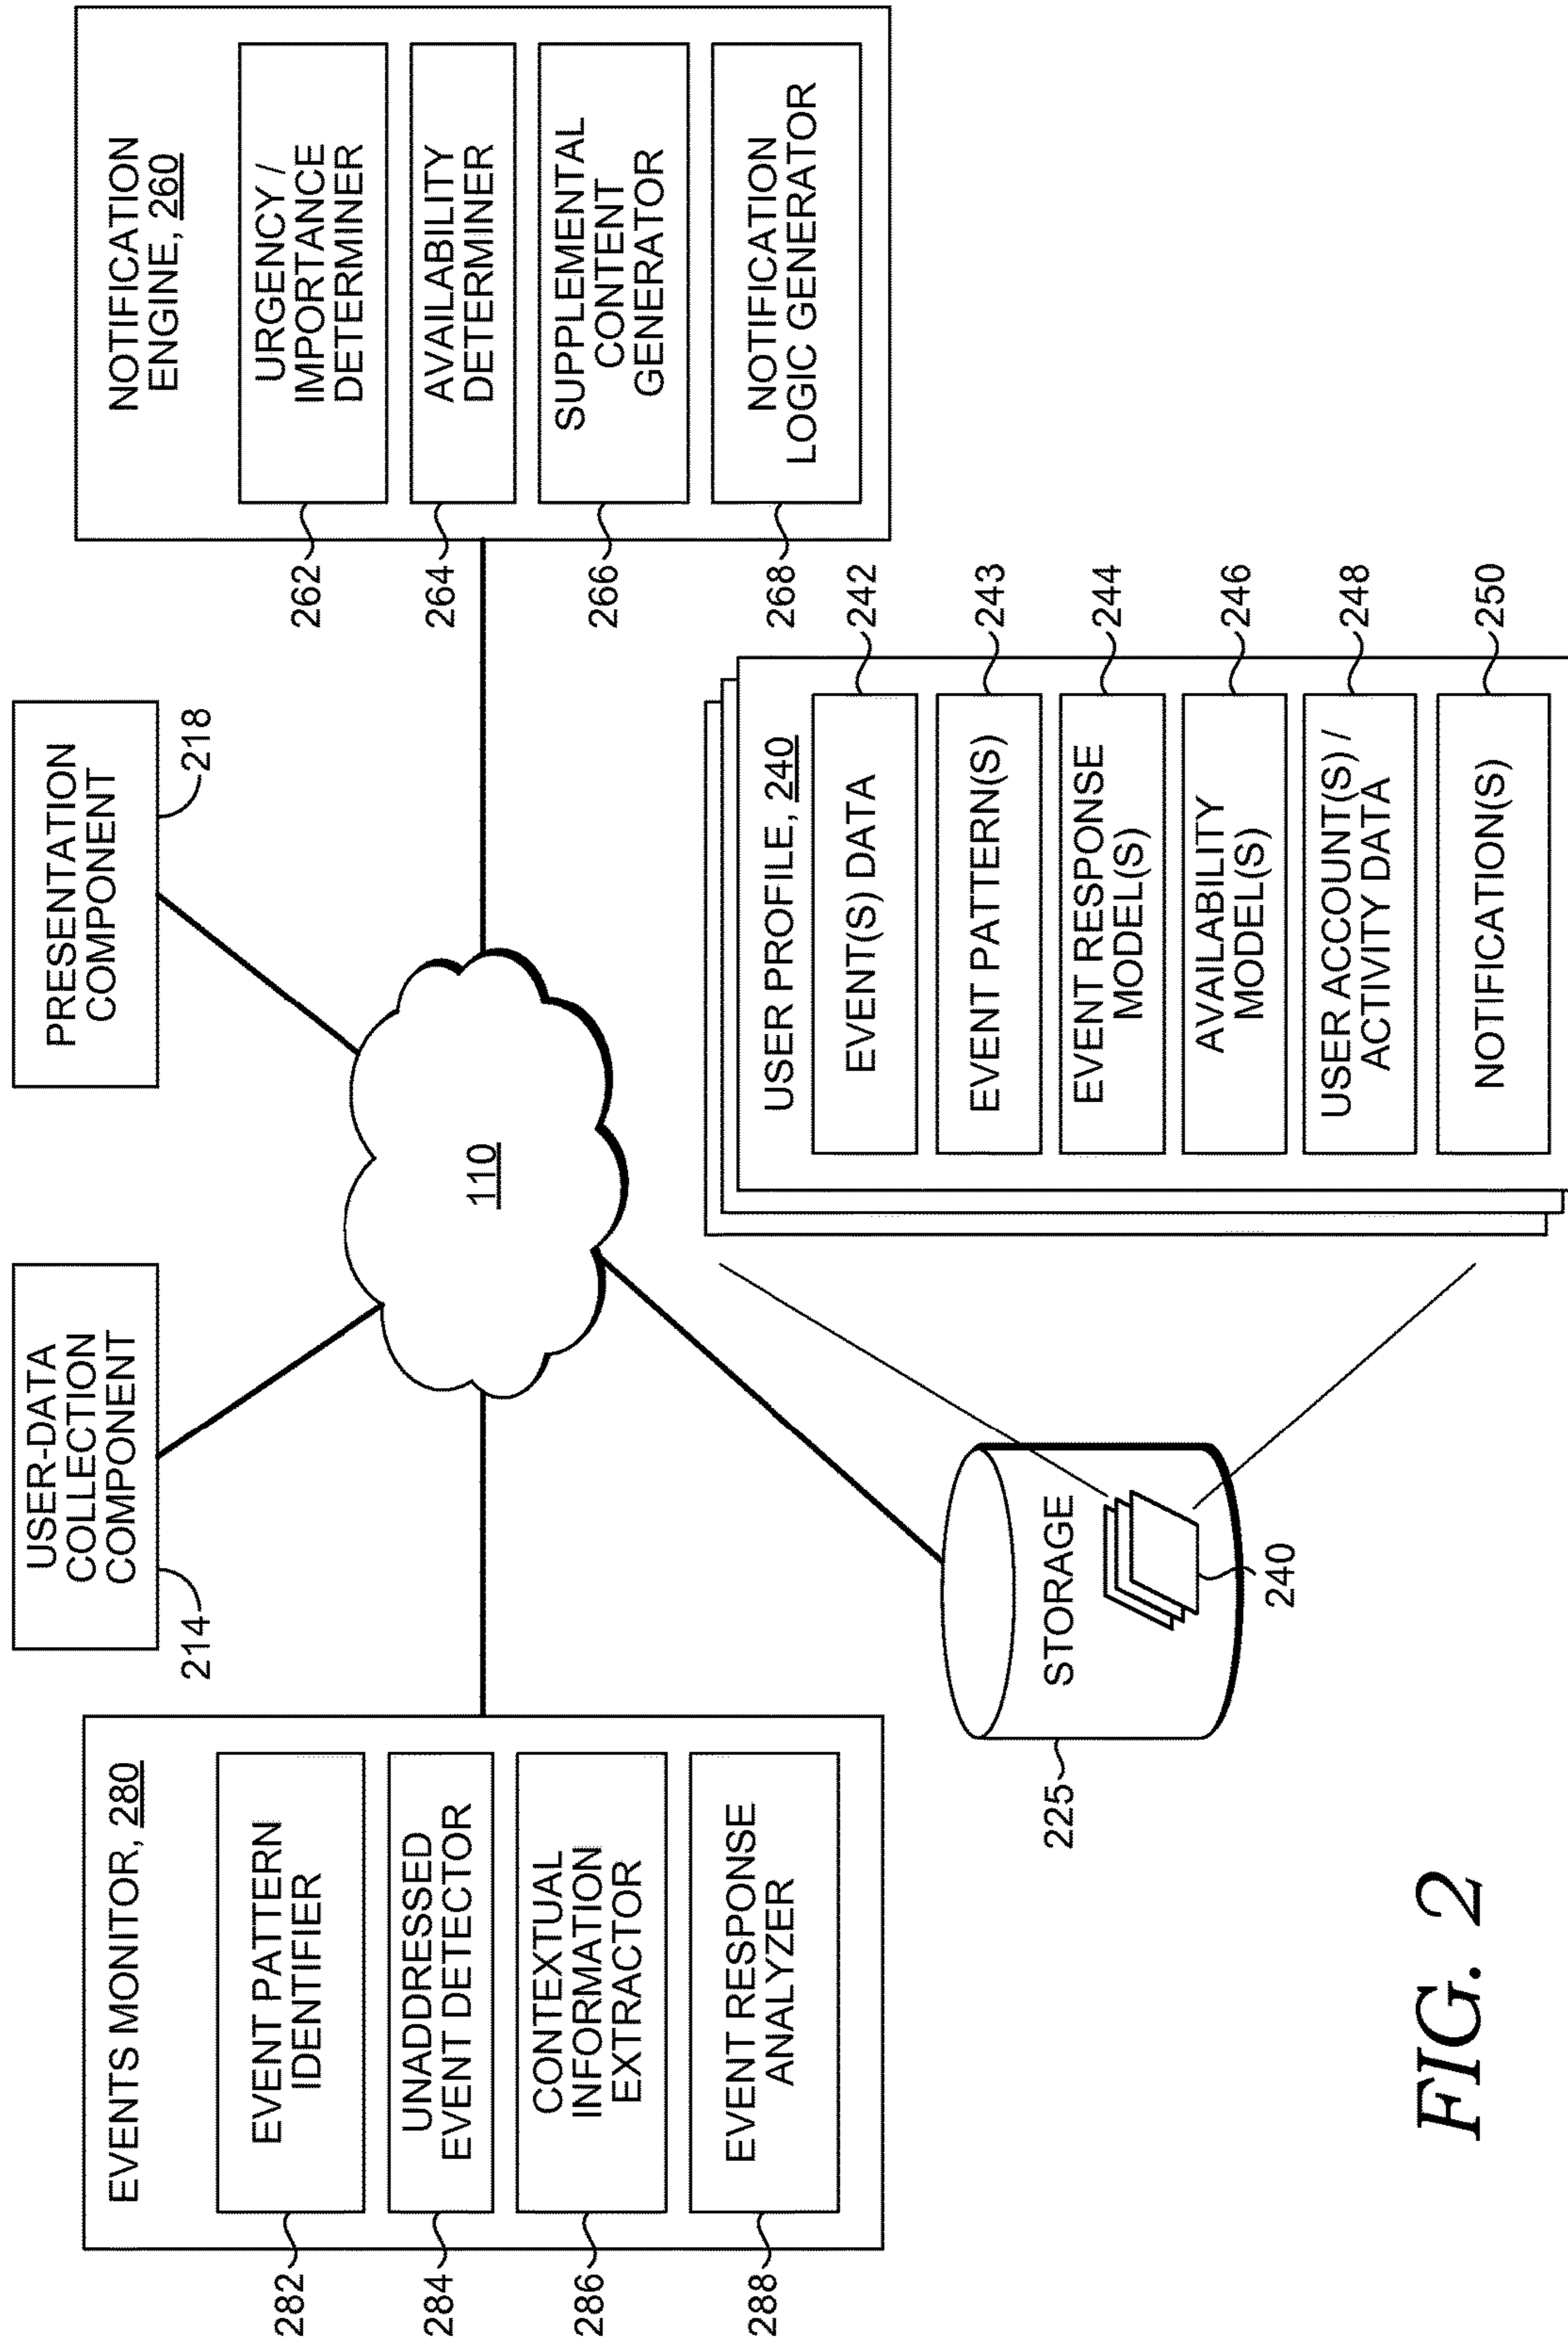 USER-DATA
COLLECTION
COMPONENT
214
PRESENTATION
COMPONENT
218
EVENTS MONITOR, 280
EVENT PATTERN
IDENTIFIER
282
UNADDRESSED
EVENT DETECTOR
284
CONTEXTUAL
INFORMATION
EXTRACTOR
286
EVENT RESPONSE
ANALYZER
288
110
NOTIFICATION
ENGINE, 260
URGENCY /
IMPORTANCE
DETERMINER
262
AVAILABILITY
DETERMINER
264
SUPPLEMENTAL
CONTENT
GENERATOR
266
NOTIFICATION
LOGIC GENERATOR
268
STORAGE
225
240
USER PROFILE, 240
EVENT(S) DATA
242
EVENT PATTERN(S)
243
EVENT RESPONSE
MODEL(S)
244
AVAILABILITY
MODEL(S)
246
USER ACCOUNT(S) /
ACTIVITY DATA
248
NOTIFICATION(S)
250
FIG. 2